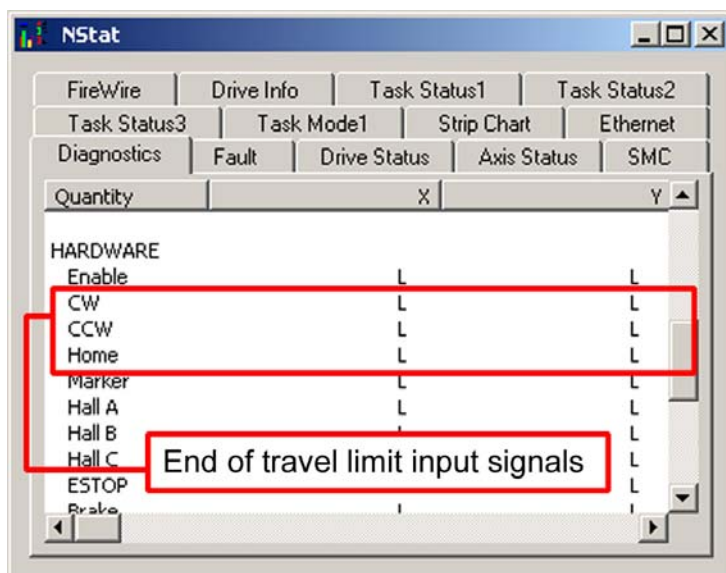 NStat
FireWire Drive Info Task Status1 Task Status2
Task Status3 Task Mode1 Strip Chart Ethernet
Diagnostics Fault Drive Status Axis Status SMC
Quantity X Y
HARDWARE
Enable L L
CW L L
CCW L L
Home L L
Marker L L
Hall A L L
Hall B L
Hall C L
End of travel limit input signals
ESTOP L
Brake